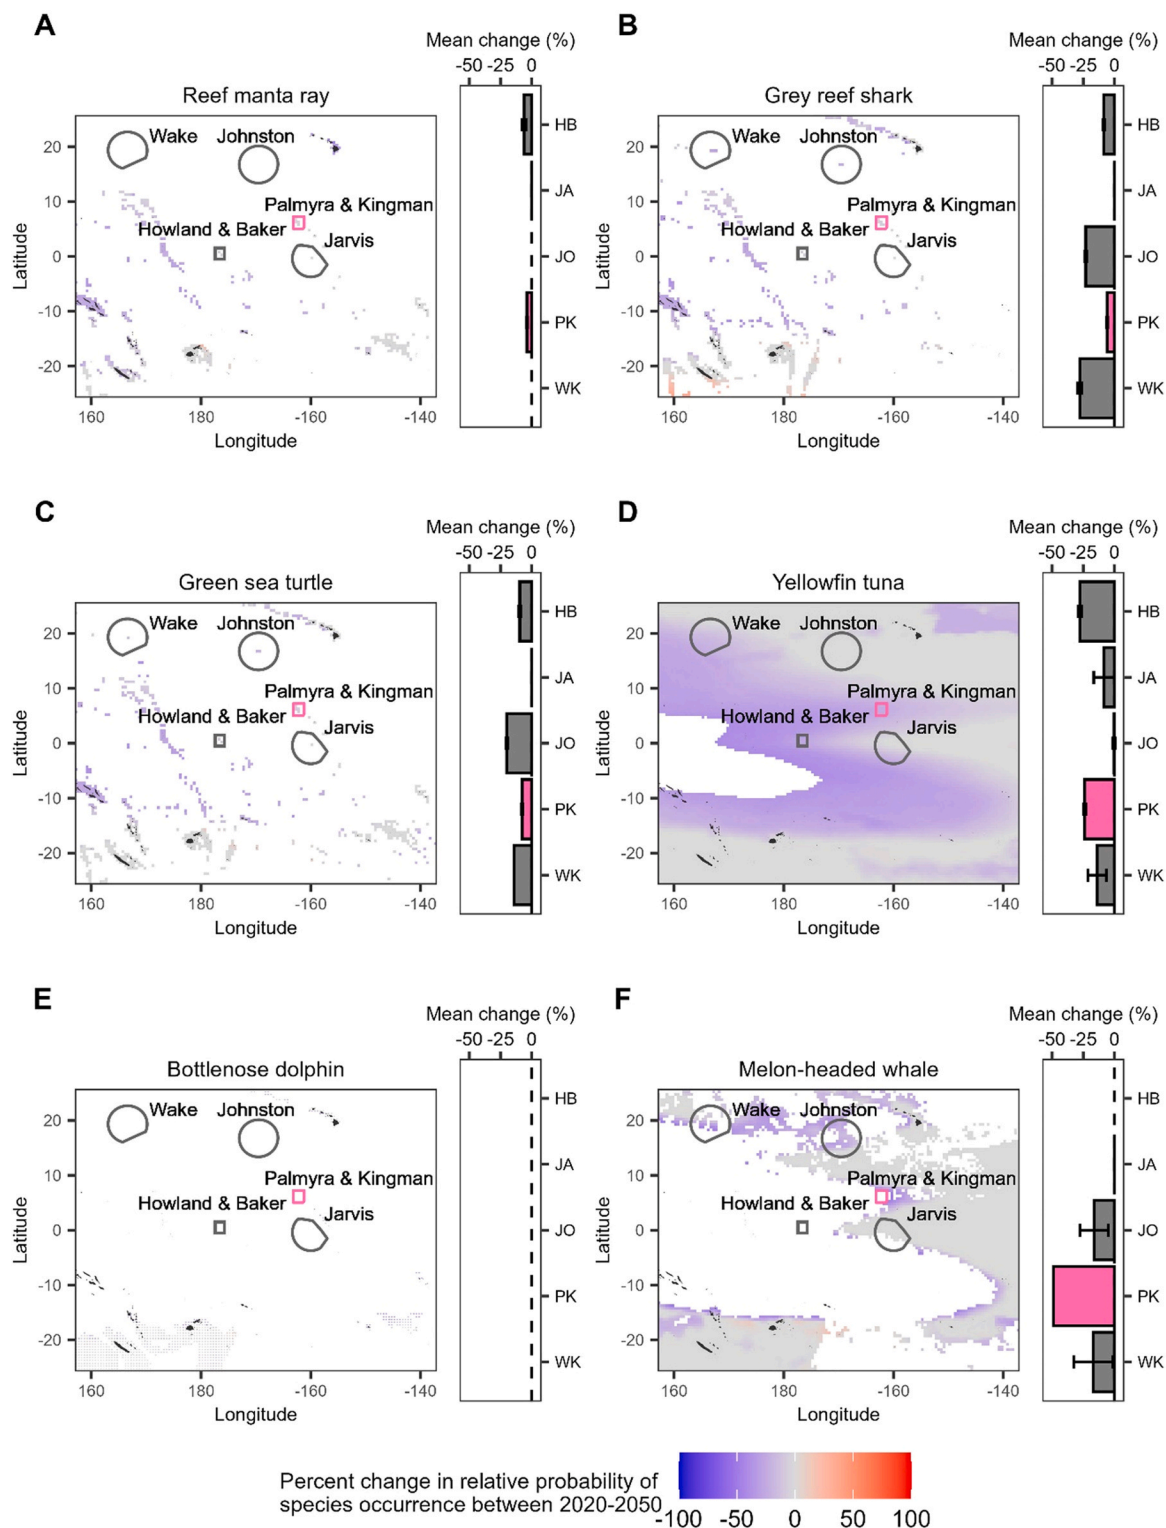 A
Mean change (%)
-50 -25 0
Reef manta ray
Wake
Johnston
Palmyra & Kingman
Howland & Baker
Jarvis
Latitude
20
10
0
-10
-20
160 180 -160 -140
Longitude
HB
JA
JO
PK
WK
B
Mean change (%)
-50 -25 0
Grey reef shark
Wake
Johnston
Palmyra & Kingman
Howland & Baker
Jarvis
Latitude
20
10
0
-10
-20
160 180 -160 -140
Longitude
HB
JA
JO
PK
WK
C
Mean change (%)
-50 -25 0
Green sea turtle
Wake
Johnston
Palmyra & Kingman
Howland & Baker
Jarvis
Latitude
20
10
0
-10
-20
160 180 -160 -140
Longitude
HB
JA
JO
PK
WK
D
Mean change (%)
-50 -25 0
Yellowfin tuna
Wake
Johnston
Palmyra & Kingman
Howland & Baker
Jarvis
Latitude
20
10
0
-10
-20
160 180 -160 -140
Longitude
HB
JA
JO
PK
WK
E
Mean change (%)
-50 -25 0
Bottlenose dolphin
Wake
Johnston
Palmyra & Kingman
Howland & Baker
Jarvis
Latitude
20
10
0
-10
-20
160 180 -160 -140
Longitude
HB
JA
JO
PK
WK
F
Mean change (%)
-50 -25 0
Melon-headed whale
Wake
Johnston
Palmyra & Kingman
Howland & Baker
Jarvis
Latitude
20
10
0
-10
-20
160 180 -160 -140
Longitude
HB
JA
JO
PK
WK
Percent change in relative probability of
species occurrence between 2020-2050
-100 -50 0 50 100